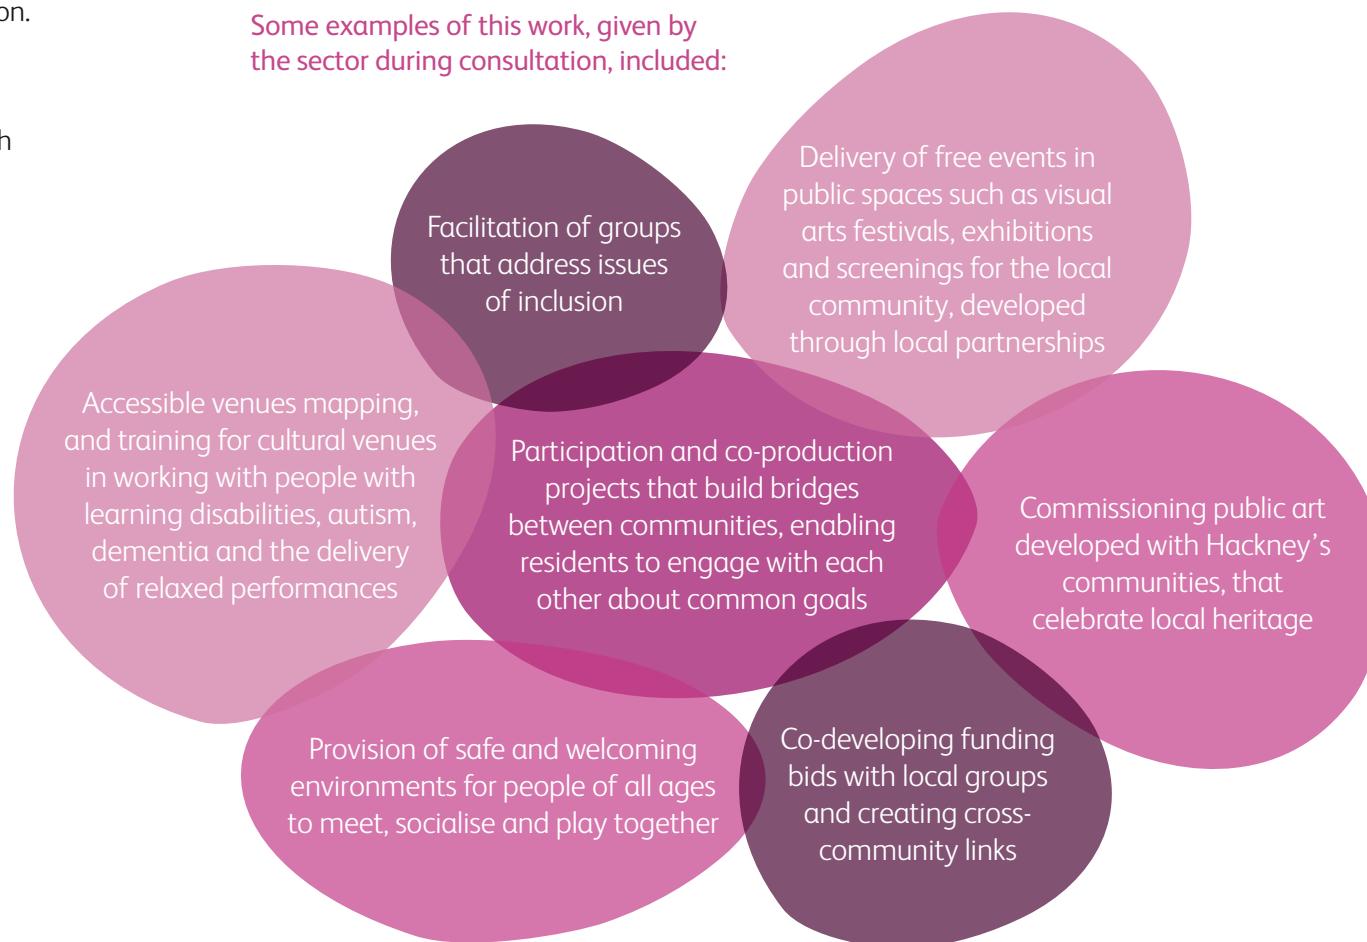 on.
h
Some examples of this work, given by
the sector during consultation, included:
Facilitation of groups
that address issues
of inclusion
Delivery of free events in
public spaces such as visual
arts festivals, exhibitions
and screenings for the local
community, developed
through local partnerships
Accessible venues mapping,
and training for cultural venues
in working with people with
learning disabilities, autism,
dementia and the delivery
of relaxed performances
Participation and co-production
projects that build bridges
between communities, enabling
residents to engage with each
other about common goals
Commissioning public art
developed with Hackney’s
communities, that
celebrate local heritage
Provision of safe and welcoming
environments for people of all ages
to meet, socialise and play together
Co-developing funding
bids with local groups
and creating cross-
community links